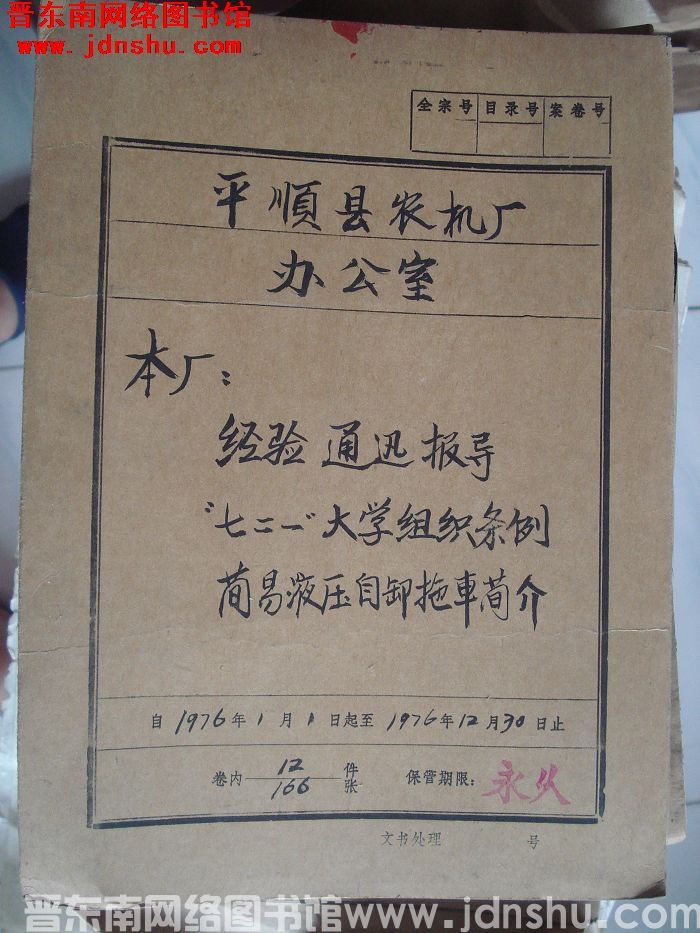 晋东南网络图书馆
www.jdnshu.com
全宗号 目录号 案卷号
平順县农机厂
办公室
本厂：
经验通迅报导
“七二一”大学组织条例
简易液压自卸拖車简介
自1976年1月1日起至1976年12月30日止
卷内 12 件 166 张 保管期限：永久
文书处理 号
晋东南网络图书馆www.jdnshu.com